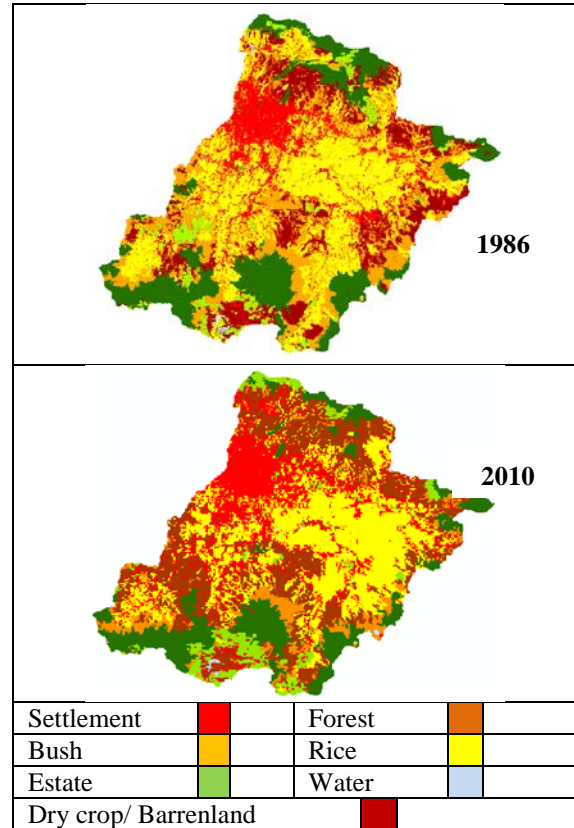 1986
2010
Settlement Forest
Bush Rice
Estate Water
Dry crop/ Barrenland